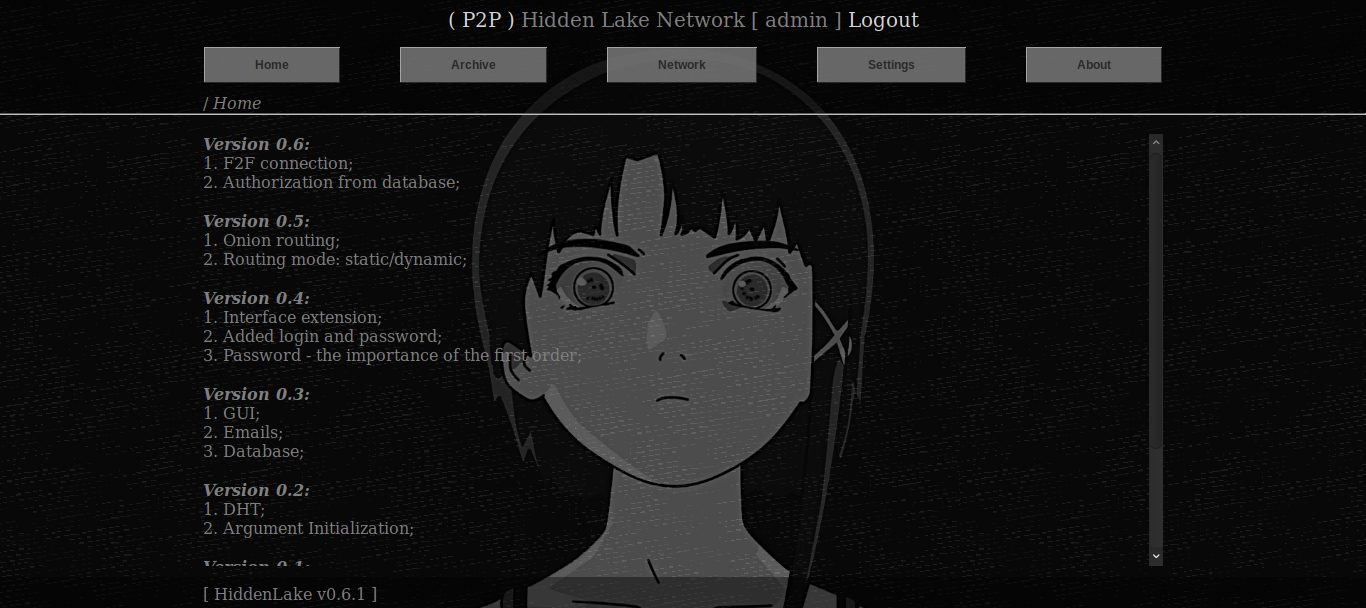 ( P2P ) Hidden Lake Network [ admin ] Logout
Home Archive Network Settings About
/ Home
Version 0.6:
1. F2F connection;
2. Authorization from database;
Version 0.5:
1. Onion routing;
2. Routing mode: static/dynamic;
Version 0.4:
1. Interface extension;
2. Added login and password;
3. Password - the importance of the first order;
Version 0.3:
1. GUI;
2. Emails;
3. Database;
Version 0.2:
1. DHT;
2. Argument Initialization;
Version 0.1:
[ HiddenLake v0.6.1 ]